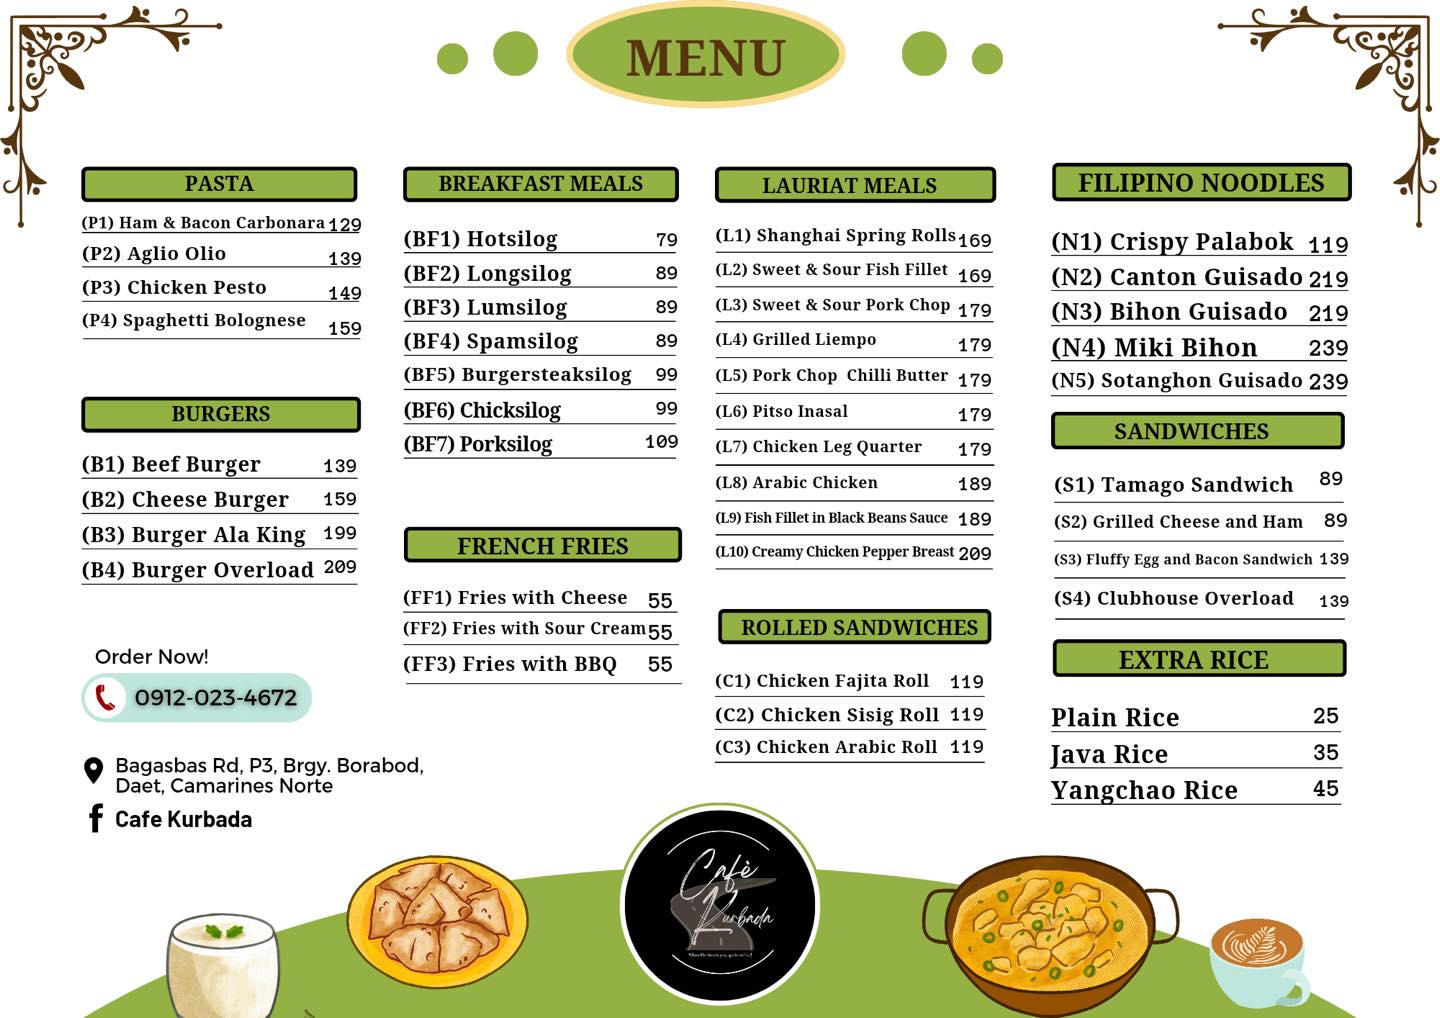 MENU
PASTA
(P1) Ham & Bacon Carbonara 129
(P2) Aglio Olio 139
(P3) Chicken Pesto 149
(P4) Spaghetti Bolognese 159
BURGERS
(B1) Beef Burger 139
(B2) Cheese Burger 159
(B3) Burger Ala King 199
(B4) Burger Overload 209
Order Now!
0912-023-4672
Bagasbas Rd, P3, Brgy. Borabod,
Daet, Camarines Norte
Cafe Kurbada
BREAKFAST MEALS
(BF1) Hotsilog 79
(BF2) Longsilog 89
(BF3) Lumsilog 89
(BF4) Spamsilog 89
(BF5) Burgersteaksilog 99
(BF6) Chicksilog 99
(BF7) Porksilog 109
FRENCH FRIES
(FF1) Fries with Cheese 55
(FF2) Fries with Sour Cream 55
(FF3) Fries with BBQ 55
LAURIAT MEALS
(L1) Shanghai Spring Rolls 169
(L2) Sweet & Sour Fish Fillet 169
(L3) Sweet & Sour Pork Chop 179
(L4) Grilled Liempo 179
(L5) Pork Chop Chilli Butter 179
(L6) Pitso Inasal 179
(L7) Chicken Leg Quarter 179
(L8) Arabic Chicken 189
(L9) Fish Fillet in Black Beans Sauce 189
(L10) Creamy Chicken Pepper Breast 209
ROLLED SANDWICHES
(C1) Chicken Fajita Roll 119
(C2) Chicken Sisig Roll 119
(C3) Chicken Arabic Roll 119
FILIPINO NOODLES
(N1) Crispy Palabok 119
(N2) Canton Guisado 219
(N3) Bihon Guisado 219
(N4) Miki Bihon 239
(N5) Sotanghon Guisado 239
SANDWICHES
(S1) Tamago Sandwich 89
(S2) Grilled Cheese and Ham 89
(S3) Fluffy Egg and Bacon Sandwich 139
(S4) Clubhouse Overload 139
EXTRA RICE
Plain Rice 25
Java Rice 35
Yangchao Rice 45
Cafè
Kurbada